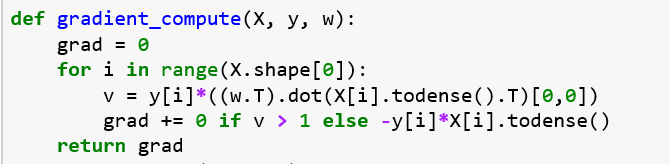 def gradient_compute(X, y, w):
    grad = 0
    for i in range(X.shape[0]):
        v = y[i]*((w.T).dot(X[i].todense().T)[0,0])
        grad += 0 if v > 1 else -y[i]*X[i].todense()
    return grad